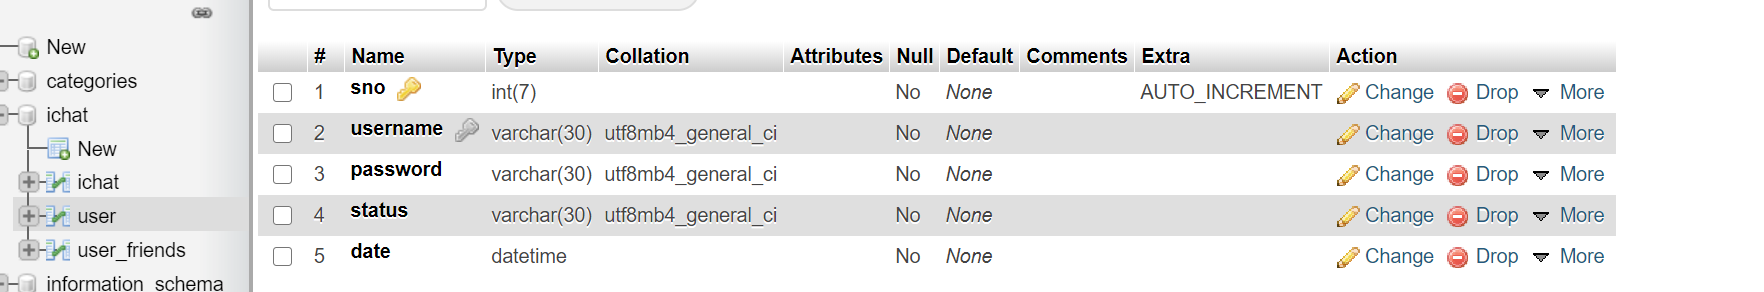 New
categories
ichat
New
ichat
user
user_friends
information_schema
# Name Type Collation Attributes Null Default Comments Extra Action
1 sno int(7) No None AUTO_INCREMENT Change Drop More
2 username varchar(30) utf8mb4_general_ci No None Change Drop More
3 password varchar(30) utf8mb4_general_ci No None Change Drop More
4 status varchar(30) utf8mb4_general_ci No None Change Drop More
5 date datetime No None Change Drop More